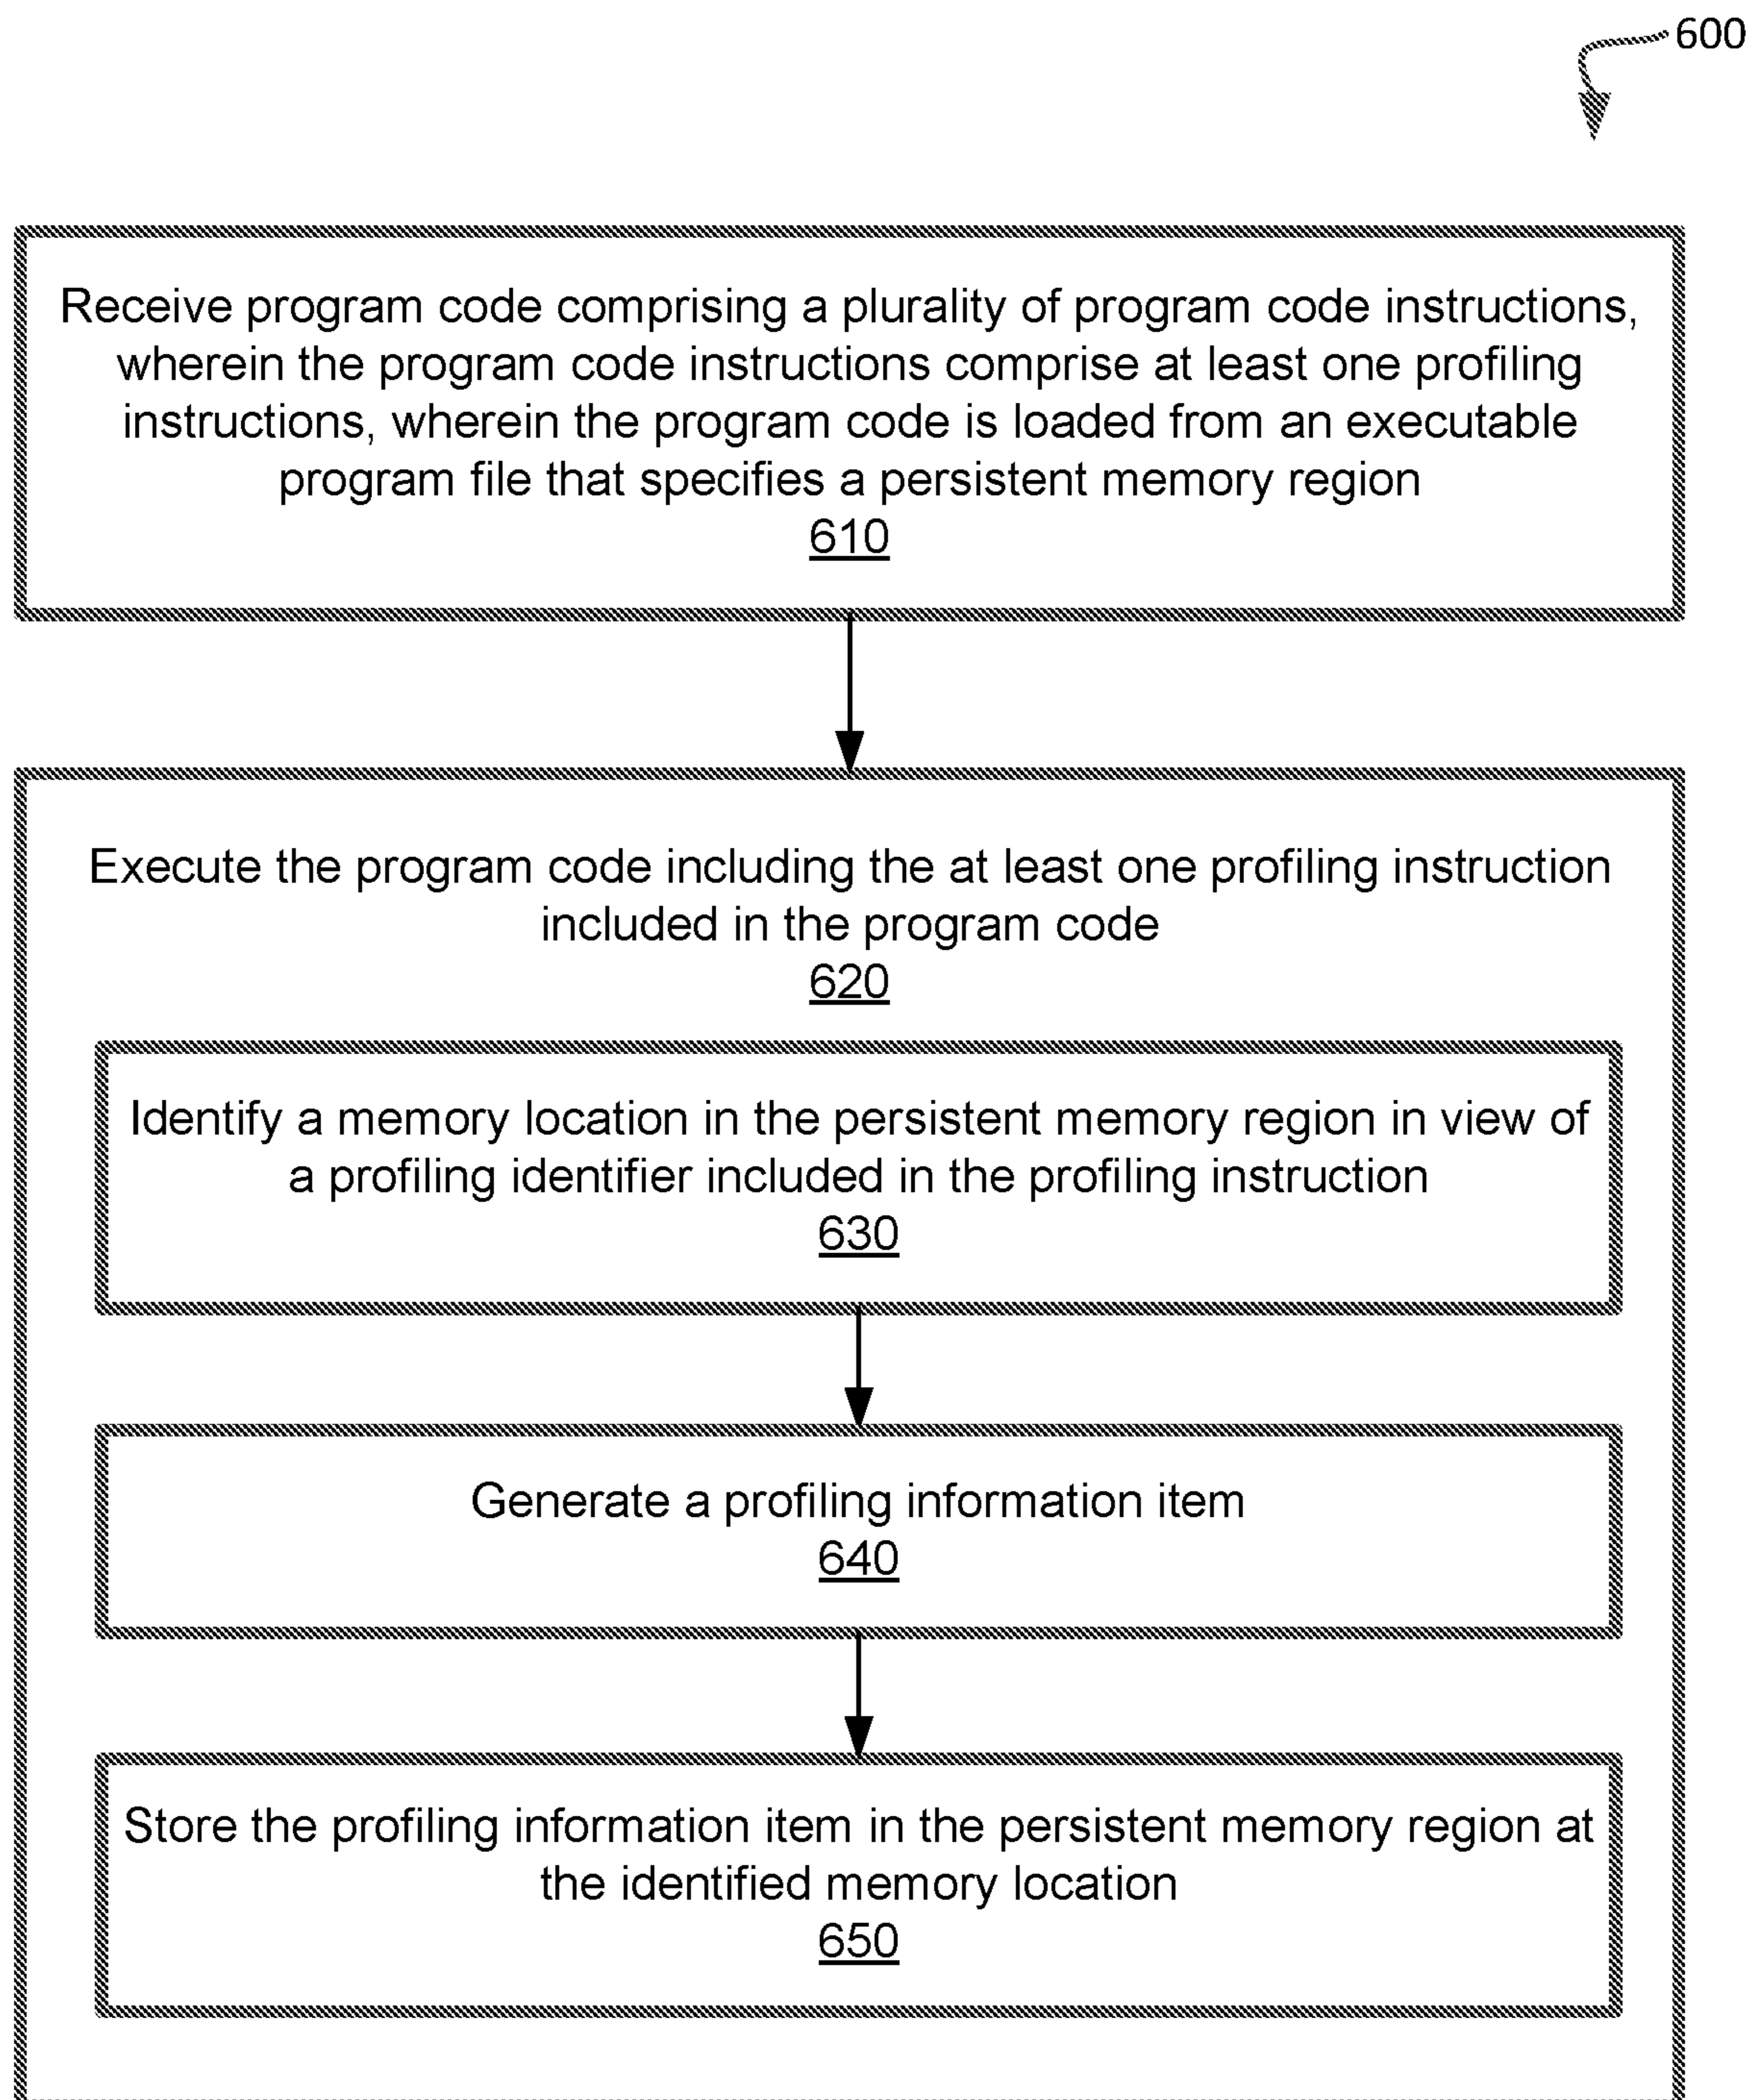 600
Receive program code comprising a plurality of program code instructions,
wherein the program code instructions comprise at least one profiling
instructions, wherein the program code is loaded from an executable
program file that specifies a persistent memory region
610
Execute the program code including the at least one profiling instruction
included in the program code
620
Identify a memory location in the persistent memory region in view of
a profiling identifier included in the profiling instruction
630
Generate a profiling information item
640
Store the profiling information item in the persistent memory region at
the identified memory location
650